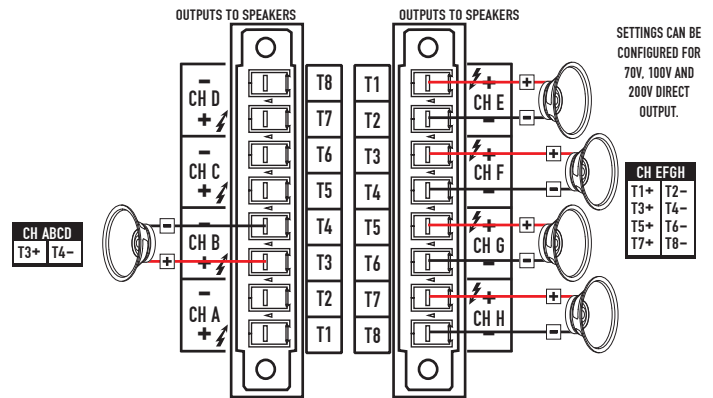 OUTPUTS TO SPEAKERS
OUTPUTS TO SPEAKERS
SETTINGS CAN BE
CONFIGURED FOR
70V, 100V AND
200V DIRECT
OUTPUT.
− CH D +
− CH C +
− CH B +
− CH A +
T8
T7
T6
T5
T4
T3
T2
T1
T1
T2
T3
T4
T5
T6
T7
T8
+ CH E −
+ CH F −
+ CH G −
+ CH H −
+
−
+
−
+
−
+
−
−
+
CH ABCD
T3+ T4−
CH EFGH
T1+ T2−
T3+ T4−
T5+ T6−
T7+ T8−